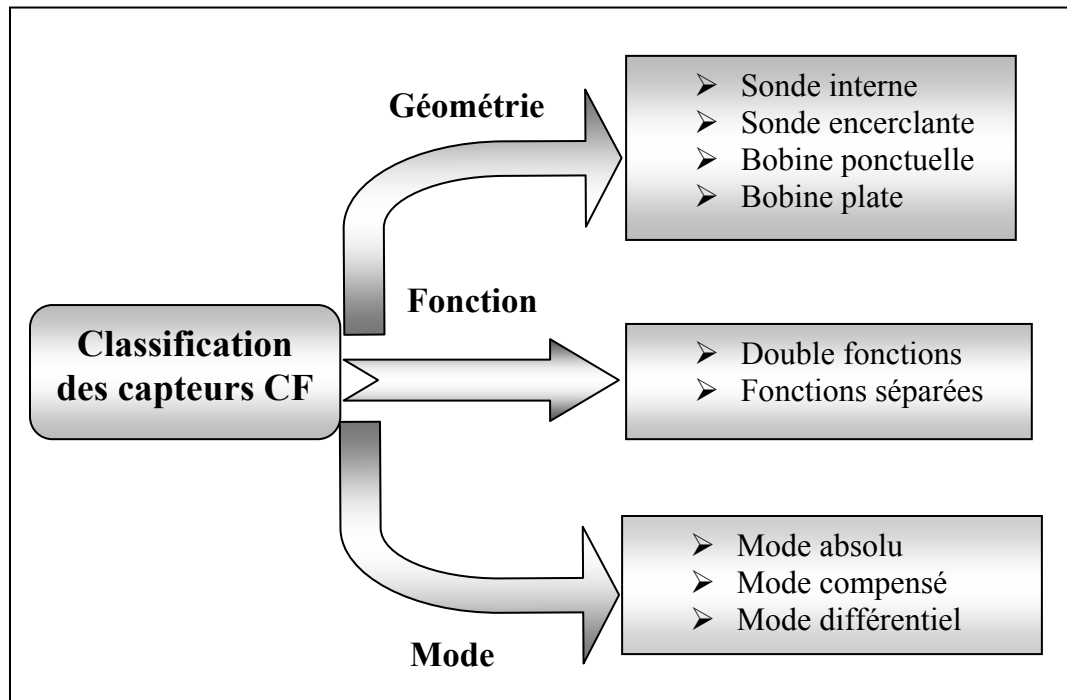 Géométrie
➢ Sonde interne
➢ Sonde encerclante
➢ Bobine ponctuelle
➢ Bobine plate
Classification
des capteurs CF
Fonction
➢ Double fonctions
➢ Fonctions séparées
Mode
➢ Mode absolu
➢ Mode compensé
➢ Mode différentiel